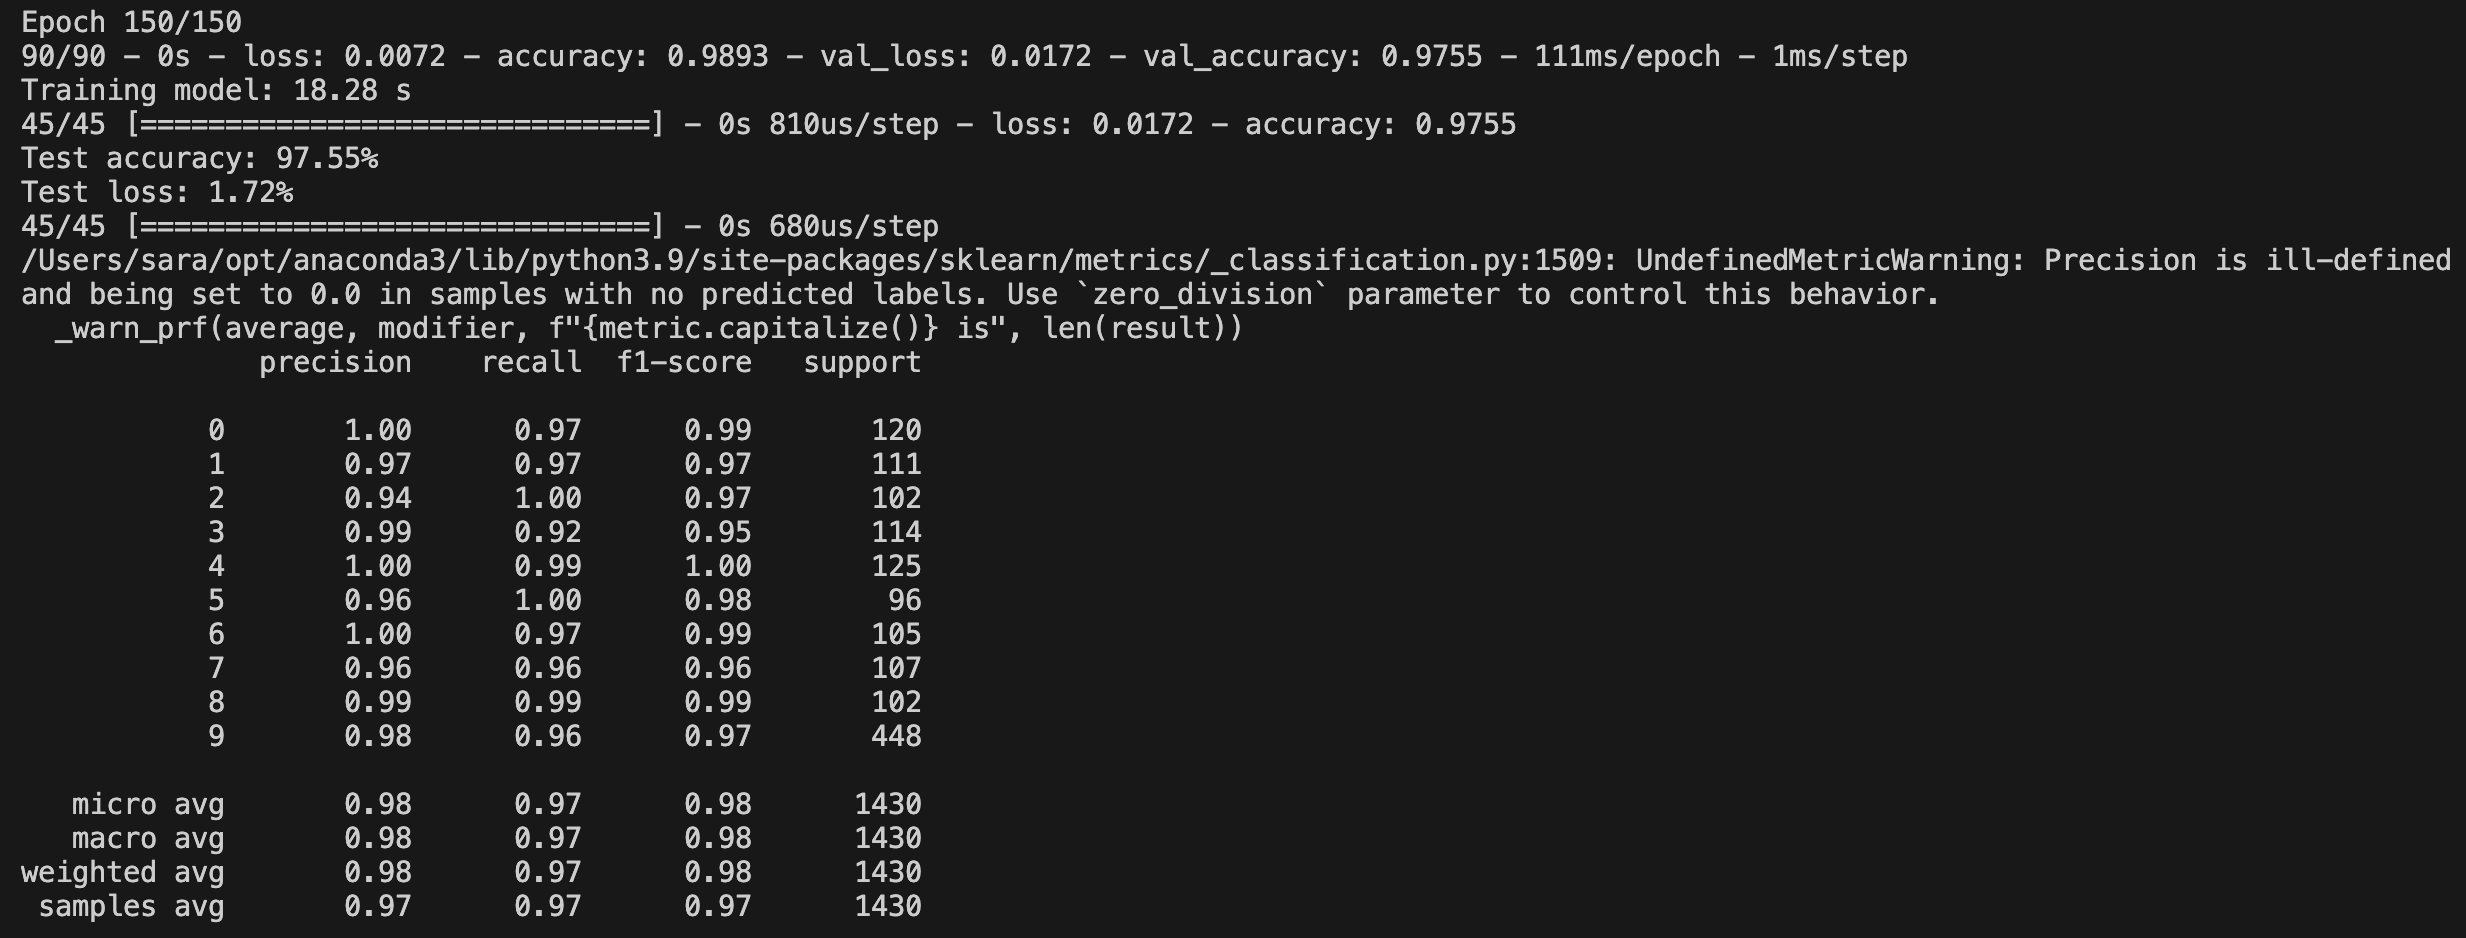 Epoch 150/150
90/90 - 0s - loss: 0.0072 - accuracy: 0.9893 - val_loss: 0.0172 - val_accuracy: 0.9755 - 111ms/epoch - 1ms/step
Training model: 18.28 s
45/45 [==============================] - 0s 810us/step - loss: 0.0172 - accuracy: 0.9755
Test accuracy: 97.55%
Test loss: 1.72%
45/45 [==============================] - 0s 680us/step
/Users/sara/opt/anaconda3/lib/python3.9/site-packages/sklearn/metrics/_classification.py:1509: UndefinedMetricWarning: Precision is ill-defined
and being set to 0.0 in samples with no predicted labels. Use `zero_division` parameter to control this behavior.
  _warn_prf(average, modifier, f"{metric.capitalize()} is", len(result))
              precision    recall  f1-score   support

           0       1.00      0.97      0.99       120
           1       0.97      0.97      0.97       111
           2       0.94      1.00      0.97       102
           3       0.99      0.92      0.95       114
           4       1.00      0.99      1.00       125
           5       0.96      1.00      0.98        96
           6       1.00      0.97      0.99       105
           7       0.96      0.96      0.96       107
           8       0.99      0.99      0.99       102
           9       0.98      0.96      0.97       448

   micro avg       0.98      0.97      0.98      1430
   macro avg       0.98      0.97      0.98      1430
weighted avg       0.98      0.97      0.98      1430
 samples avg       0.97      0.97      0.97      1430